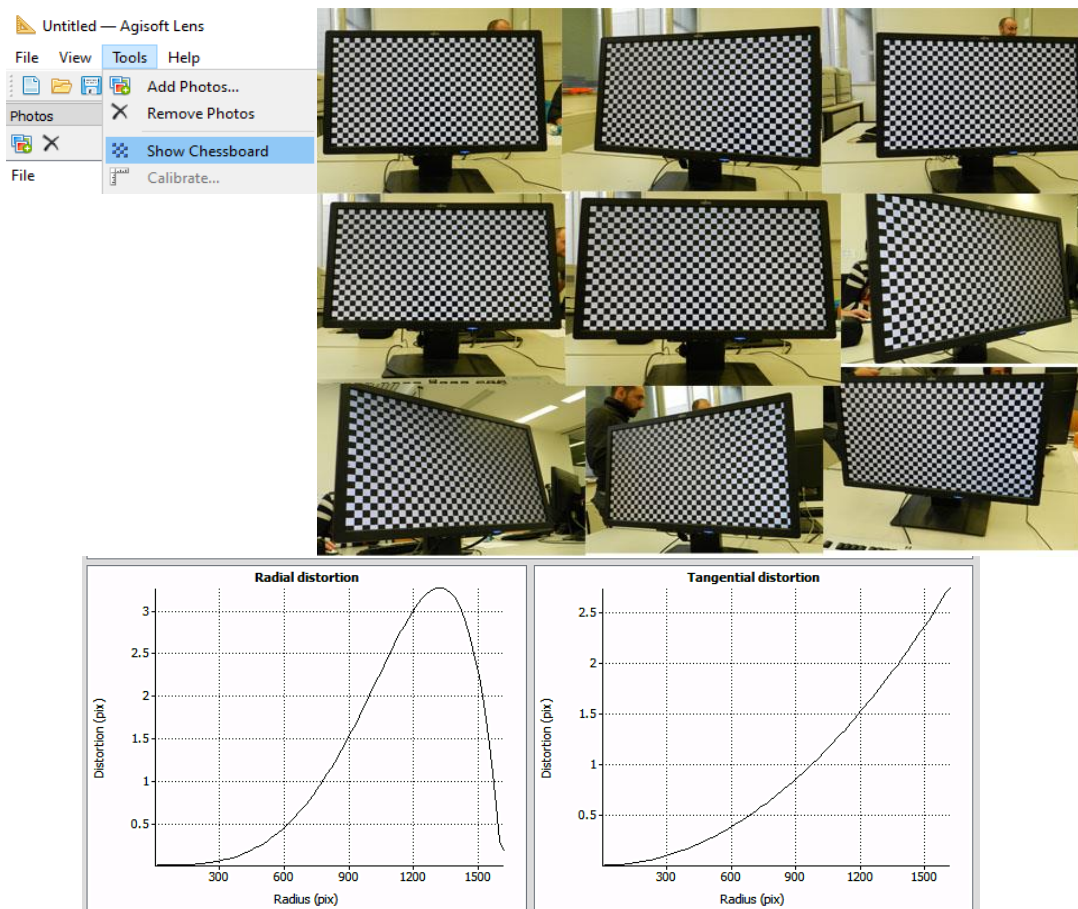 Untitled — Agisoft Lens
File View Tools Help
Add Photos...
Photos
Remove Photos
Show Chessboard
File
Calibrate...
Radial distortion
3
2.5
2
1.5
1
0.5
300 600 900 1200 1500
Distortion (pix)
Radius (pix)
Tangential distortion
2.5
2
1.5
1
0.5
300 600 900 1200 1500
Distortion (pix)
Radius (pix)